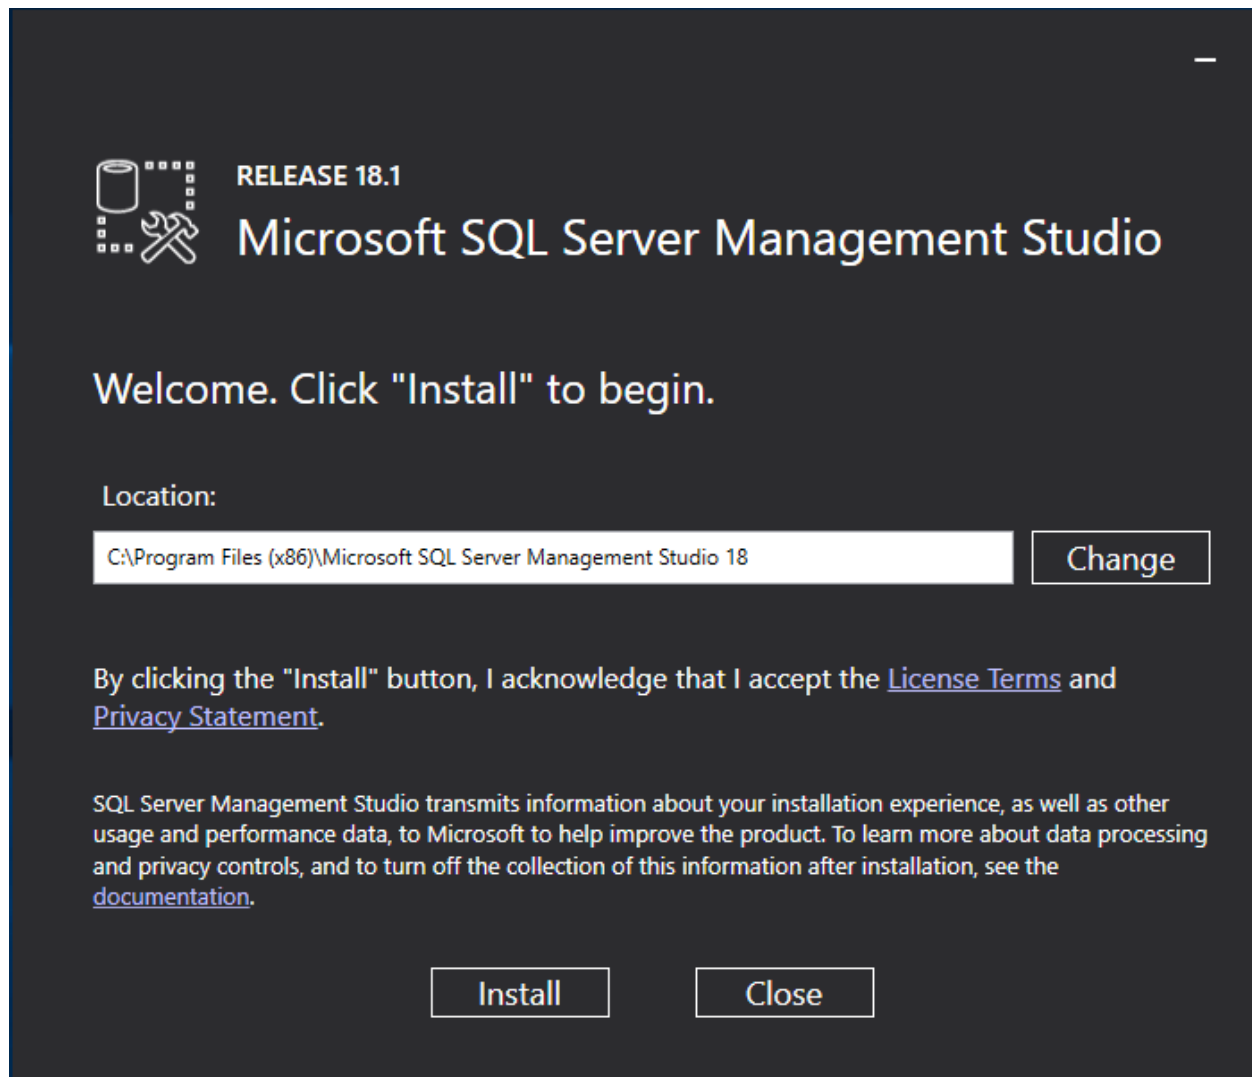 RELEASE 18.1
Microsoft SQL Server Management Studio
Welcome. Click "Install" to begin.
Location:
C:\Program Files (x86)\Microsoft SQL Server Management Studio 18
Change
By clicking the "Install" button, I acknowledge that I accept the License Terms and
Privacy Statement.
SQL Server Management Studio transmits information about your installation experience, as well as other
usage and performance data, to Microsoft to help improve the product. To learn more about data processing
and privacy controls, and to turn off the collection of this information after installation, see the
documentation.
Install
Close